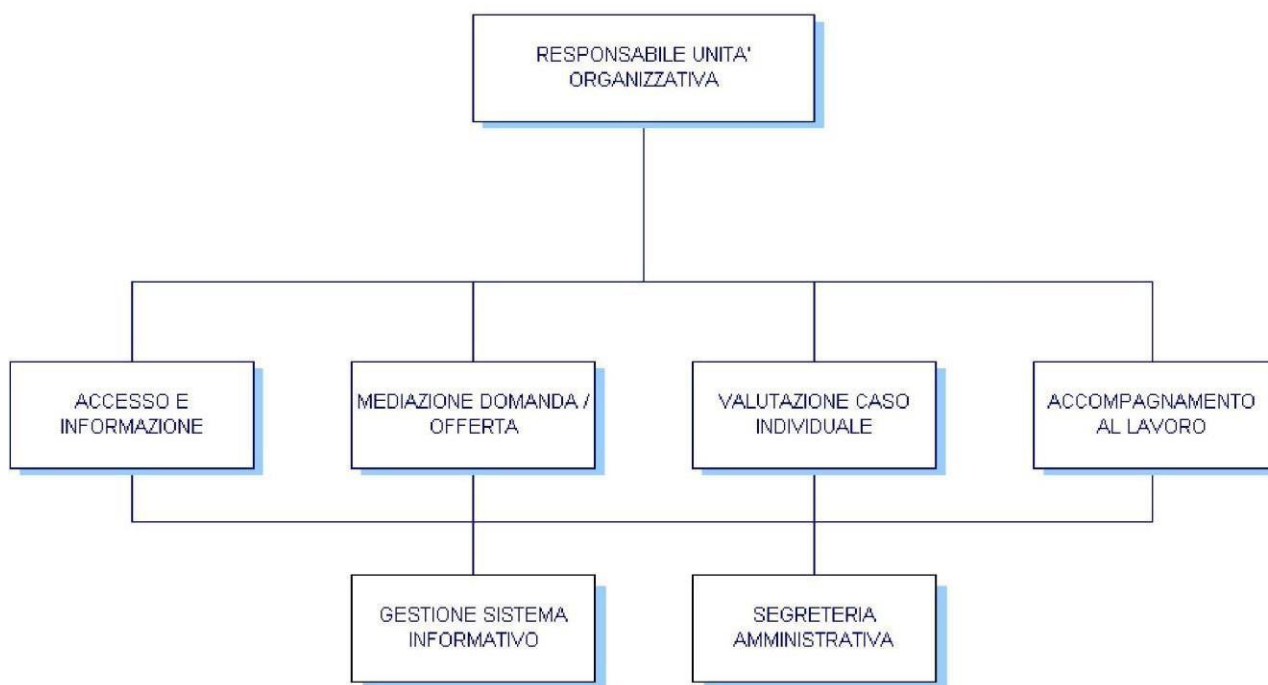 RESPONSABILE UNITA'
ORGANIZZATIVA
ACCESSO E
INFORMAZIONE
MEDIAZIONE DOMANDA /
OFFERTA
VALUTAZIONE CASO
INDIVIDUALE
ACCOMPAGNAMENTO
AL LAVORO
GESTIONE SISTEMA
INFORMATIVO
SEGRETERIA
AMMINISTRATIVA